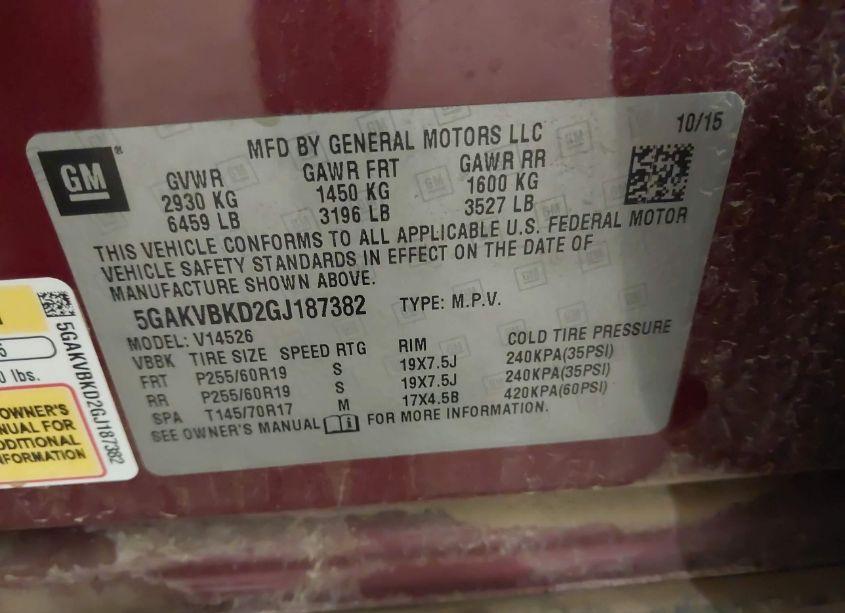 GM
®
MFD BY GENERAL MOTORS LLC
10/15
GVWR GAWR FRT GAWR RR
2930 KG 1450 KG 1600 KG
6459 LB 3196 LB 3527 LB
THIS VEHICLE CONFORMS TO ALL APPLICABLE U.S. FEDERAL MOTOR
VEHICLE SAFETY STANDARDS IN EFFECT ON THE DATE OF
MANUFACTURE SHOWN ABOVE.
5GAKVBKD2GJ187382 TYPE: M.P.V.
MODEL: V14526
VBBK TIRE SIZE SPEED RTG RIM COLD TIRE PRESSURE
FRT P255/60R19 S 19X7.5J 240KPA(35PSI)
RR P255/60R19 S 19X7.5J 240KPA(35PSI)
SPA T145/70R17 M 17X4.5B 420KPA(60PSI)
SEE OWNER'S MANUAL FOR MORE INFORMATION.
5GAKVBKD2GJ187382
lbs.
OWNER'S
FOR